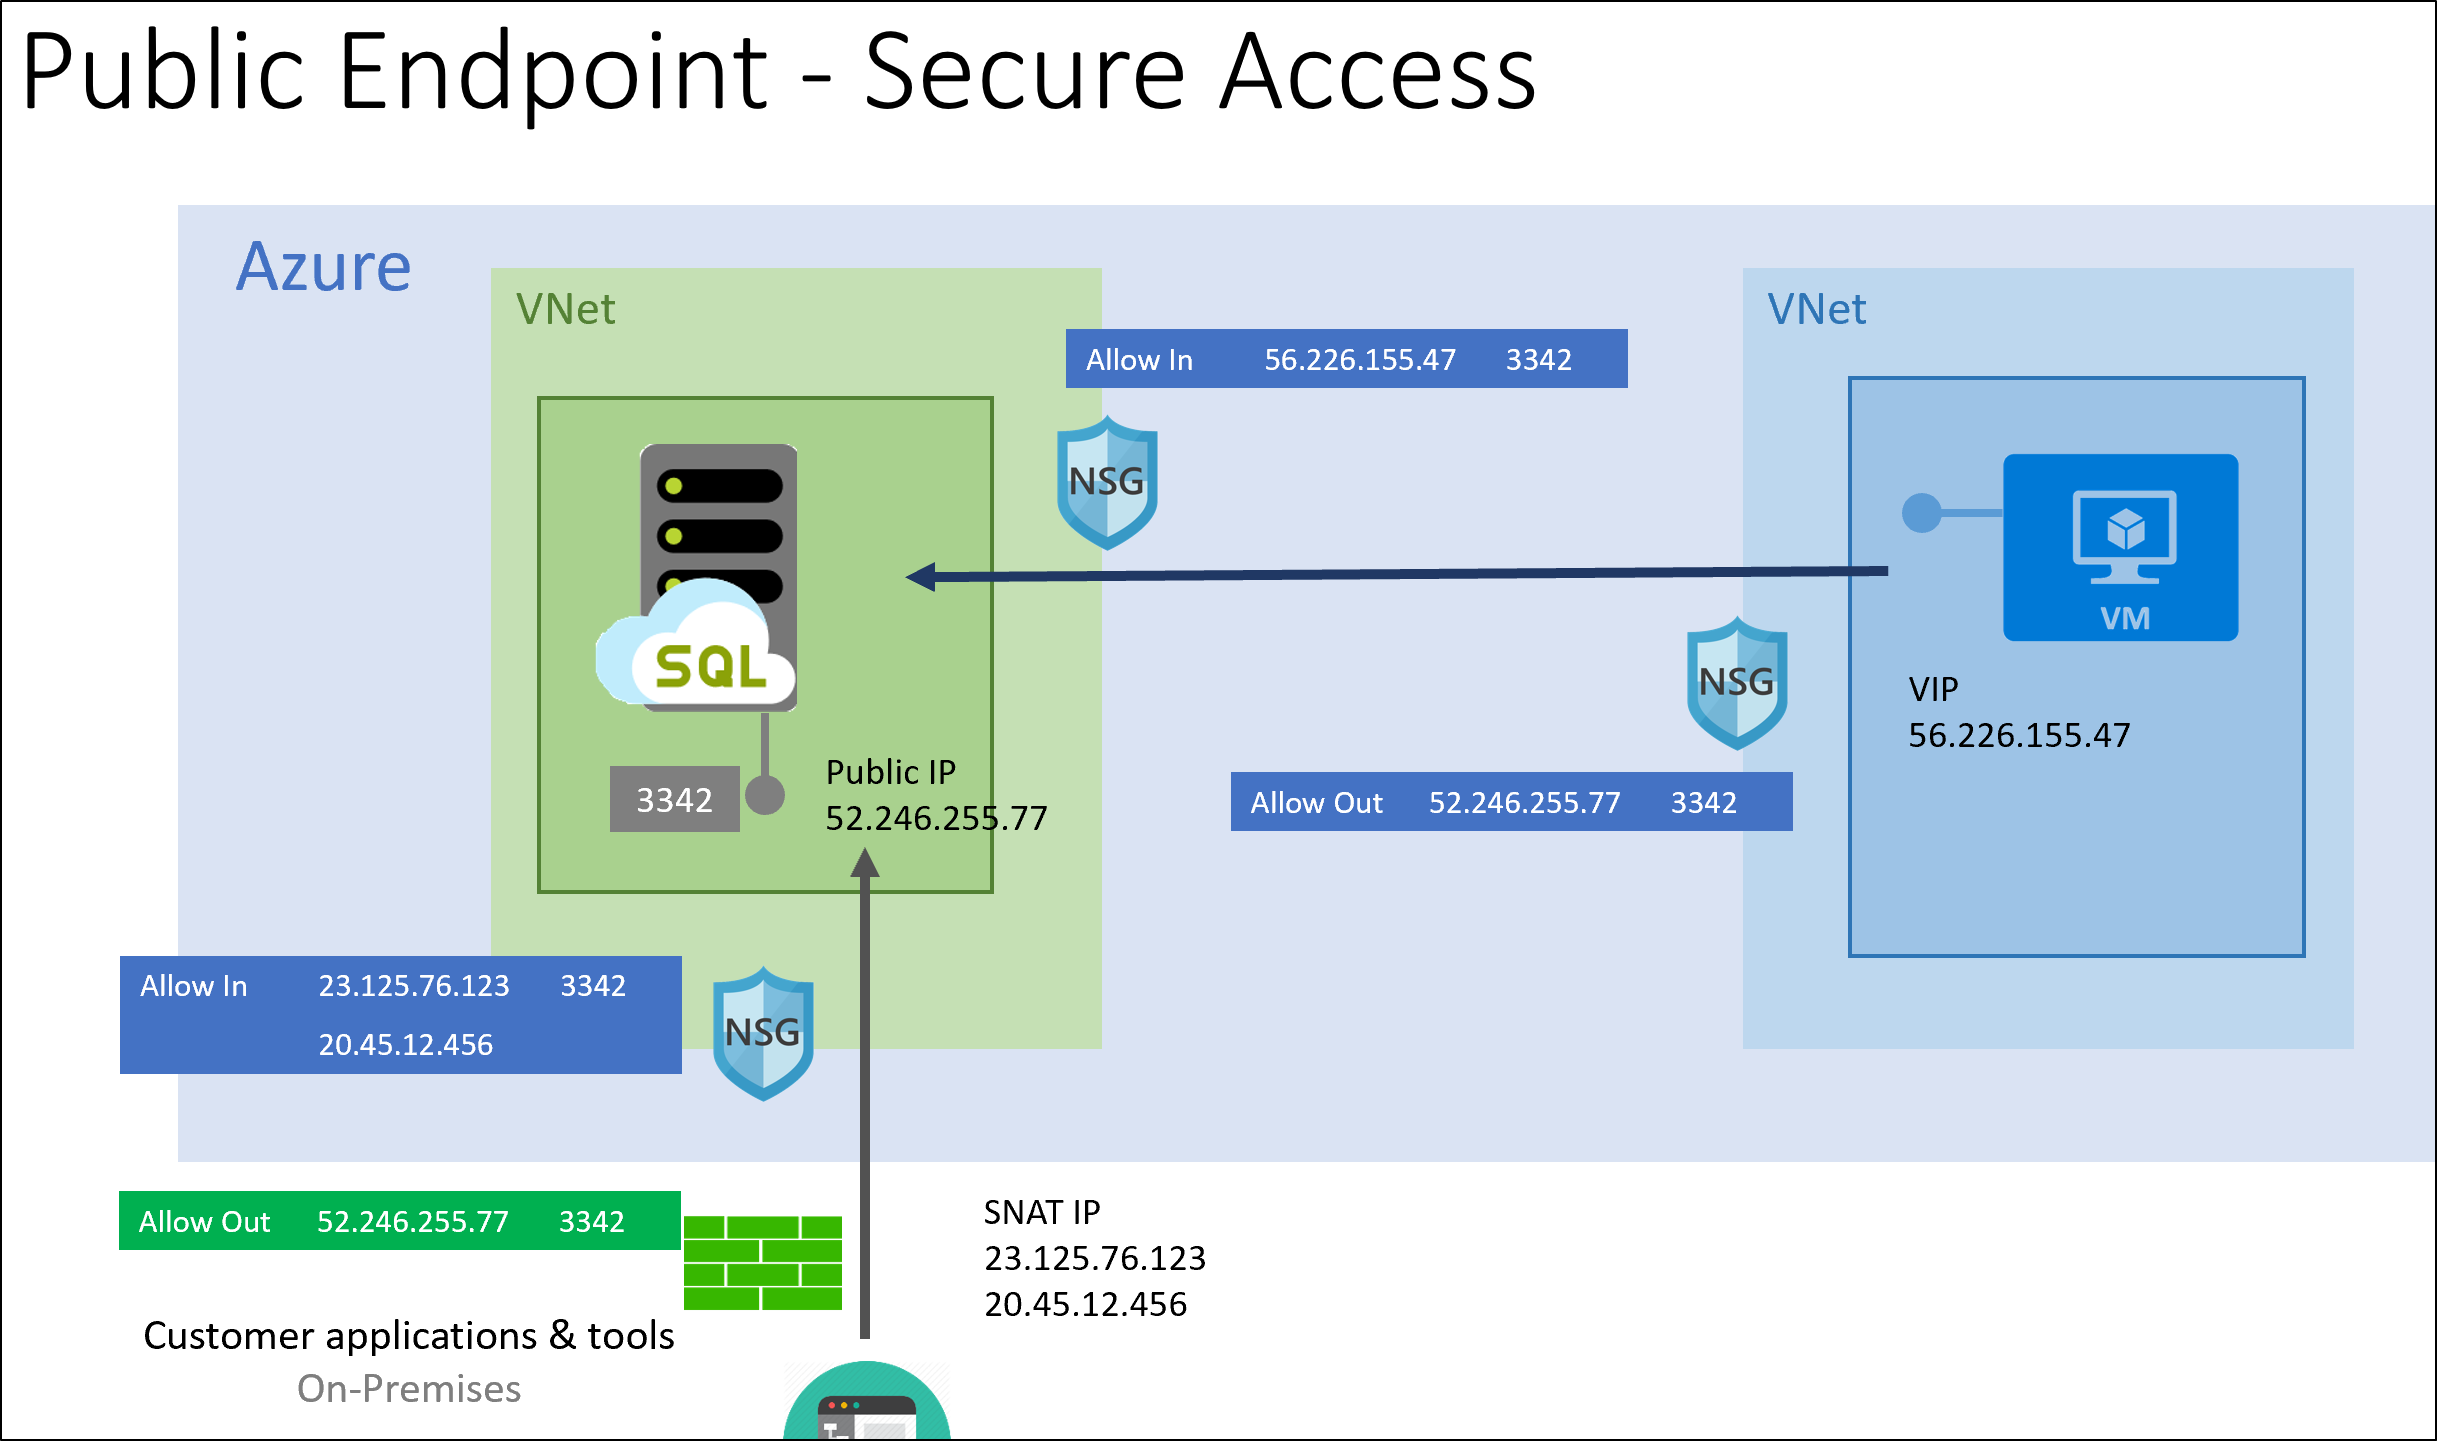 Public Endpoint - Secure Access
Azure
VNet
VNet
Allow In 56.226.155.47 3342
NSG
SQL
VM
NSG
VIP
56.226.155.47
3342
Public IP
52.246.255.77
Allow Out 52.246.255.77 3342
Allow In 23.125.76.123 3342
20.45.12.456
NSG
Allow Out 52.246.255.77 3342
SNAT IP
23.125.76.123
20.45.12.456
Customer applications & tools
On-Premises